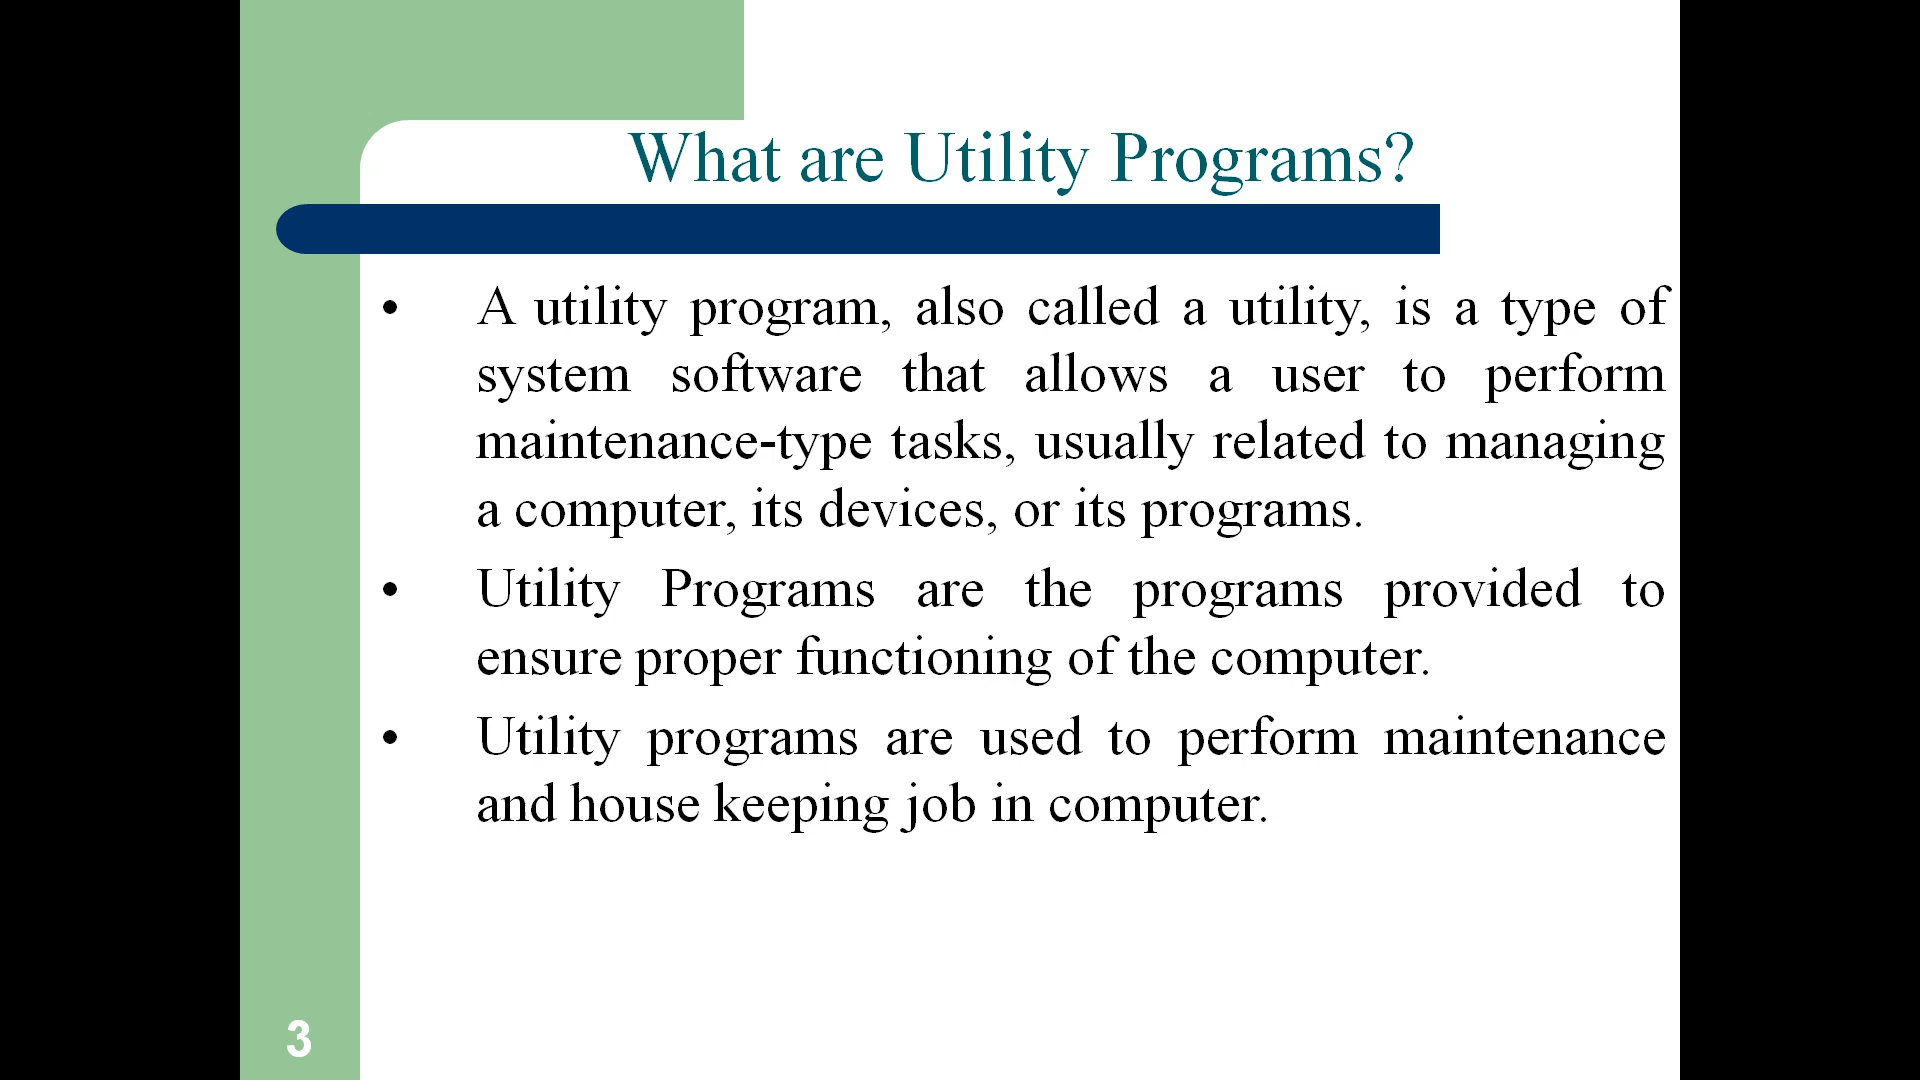 What are Utility Programs?
• A utility program, also called a utility, is a type of
system software that allows a user to perform
maintenance-type tasks, usually related to managing
a computer, its devices, or its programs.
• Utility Programs are the programs provided to
ensure proper functioning of the computer.
• Utility programs are used to perform maintenance
and house keeping job in computer.
3